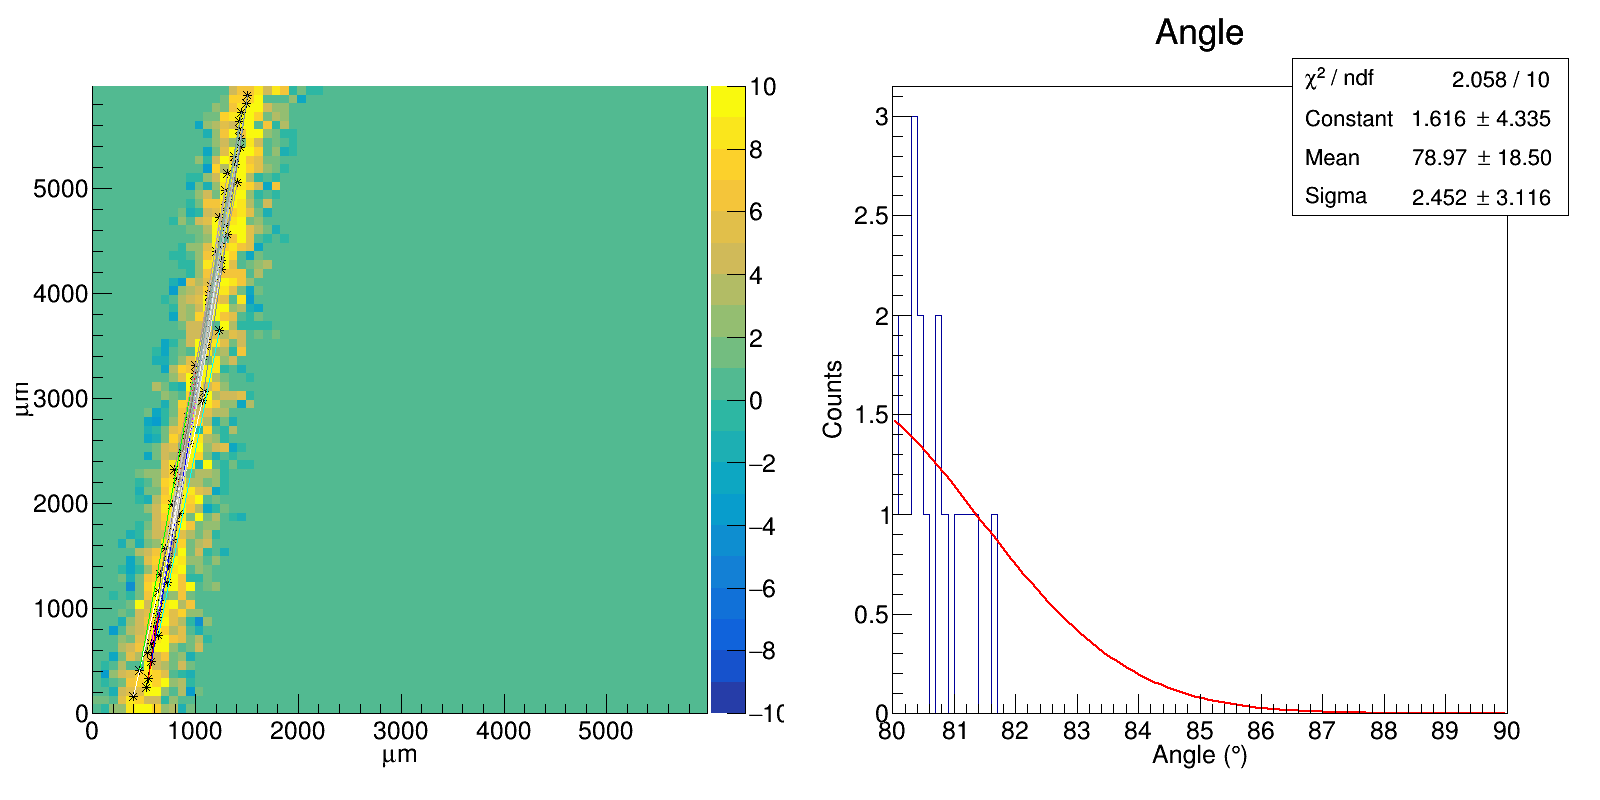 Angle
χ² / ndf 2.058 / 10
Constant 1.616 ± 4.335
Mean 78.97 ± 18.50
Sigma 2.452 ± 3.116
μm
5000
4000
3000
2000
1000
0
0 1000 2000 3000 4000 5000
μm
10
8
6
4
2
0
−2
−4
−6
−8
−10
Counts
3
2.5
2
1.5
1
0.5
0
80 81 82 83 84 85 86 87 88 89 90
Angle (°)